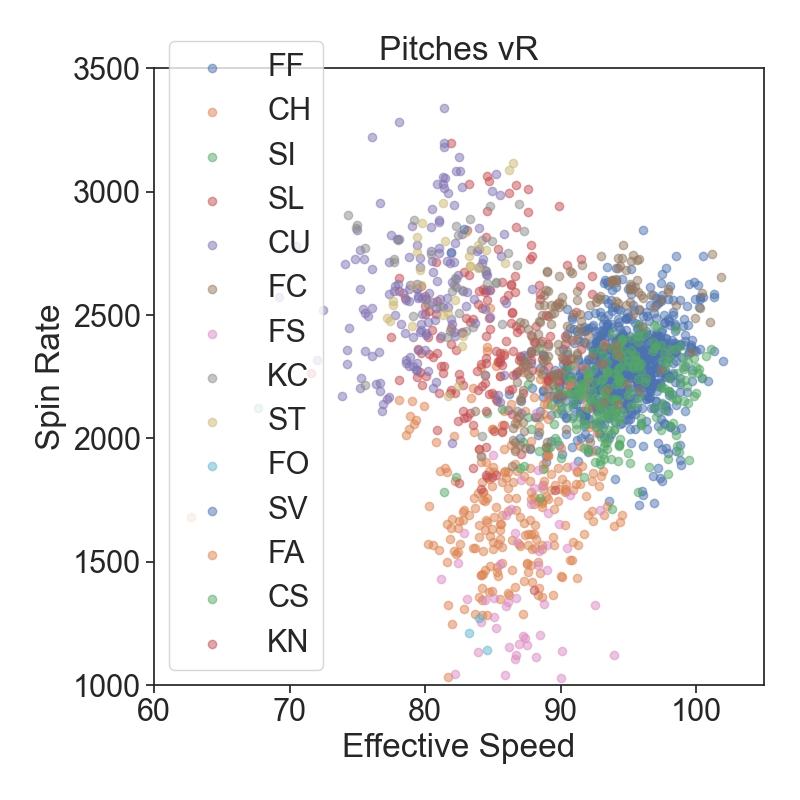 Pitches vR
3500
3000
2500
2000
1500
1000
Spin Rate
FF
CH
SI
SL
CU
FC
FS
KC
ST
FO
SV
FA
CS
KN
60 70 80 90 100
Effective Speed